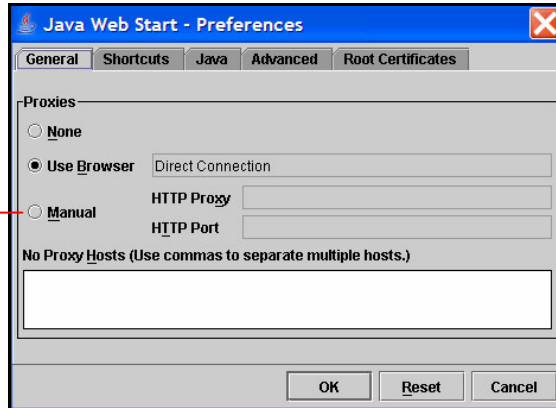 Java Web Start - Preferences
General Shortcuts Java Advanced Root Certificates
Proxies
None
Use Browser Direct Connection
Manual HTTP Proxy
HTTP Port
No Proxy Hosts (Use commas to separate multiple hosts.)
OK Reset Cancel